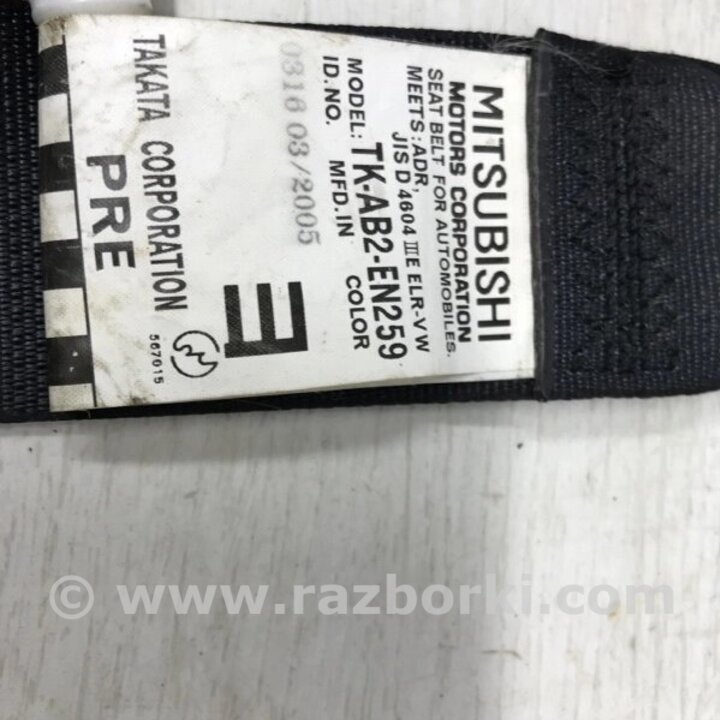 MITSUBISHI
MOTORS CORPORATION
SEAT BELT FOR AUTOMOBILES.
MEETS: ADR,
JIS D 4604 ⅢE ELR-VW
MODEL: TK-AB2-EN259
ID.NO. MFD.IN COLOR
0316 03/2005 E
TAKATA CORPORATION
PRE
567015
© www.razborki.com